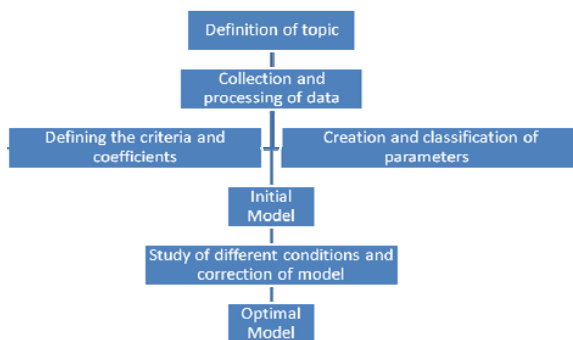 Definition of topic
Collection and
processing of data
Defining the criteria and
coefficients
Creation and classification of
parameters
Initial
Model
Study of different conditions and
correction of model
Optimal
Model